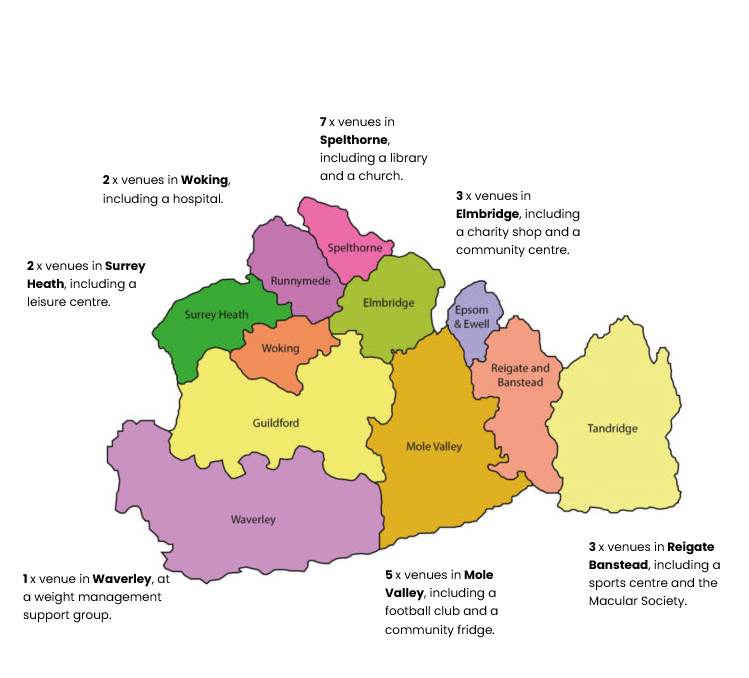 7 x venues in
Spelthorne,
including a library
and a church.
2 x venues in Woking,
including a hospital.
3 x venues in
Elmbridge, including
a charity shop and a
community centre.
2 x venues in Surrey
Heath, including a
leisure centre.
Spelthorne
Runnymede
Elmbridge
Surrey Heath
Epsom
& Ewell
Woking
Reigate and
Banstead
Guildford
Tandridge
Mole Valley
Waverley
1 x venue in Waverley, at
a weight management
support group.
5 x venues in Mole
Valley, including a
football club and a
community fridge.
3 x venues in Reigate
Banstead, including a
sports centre and the
Macular Society.